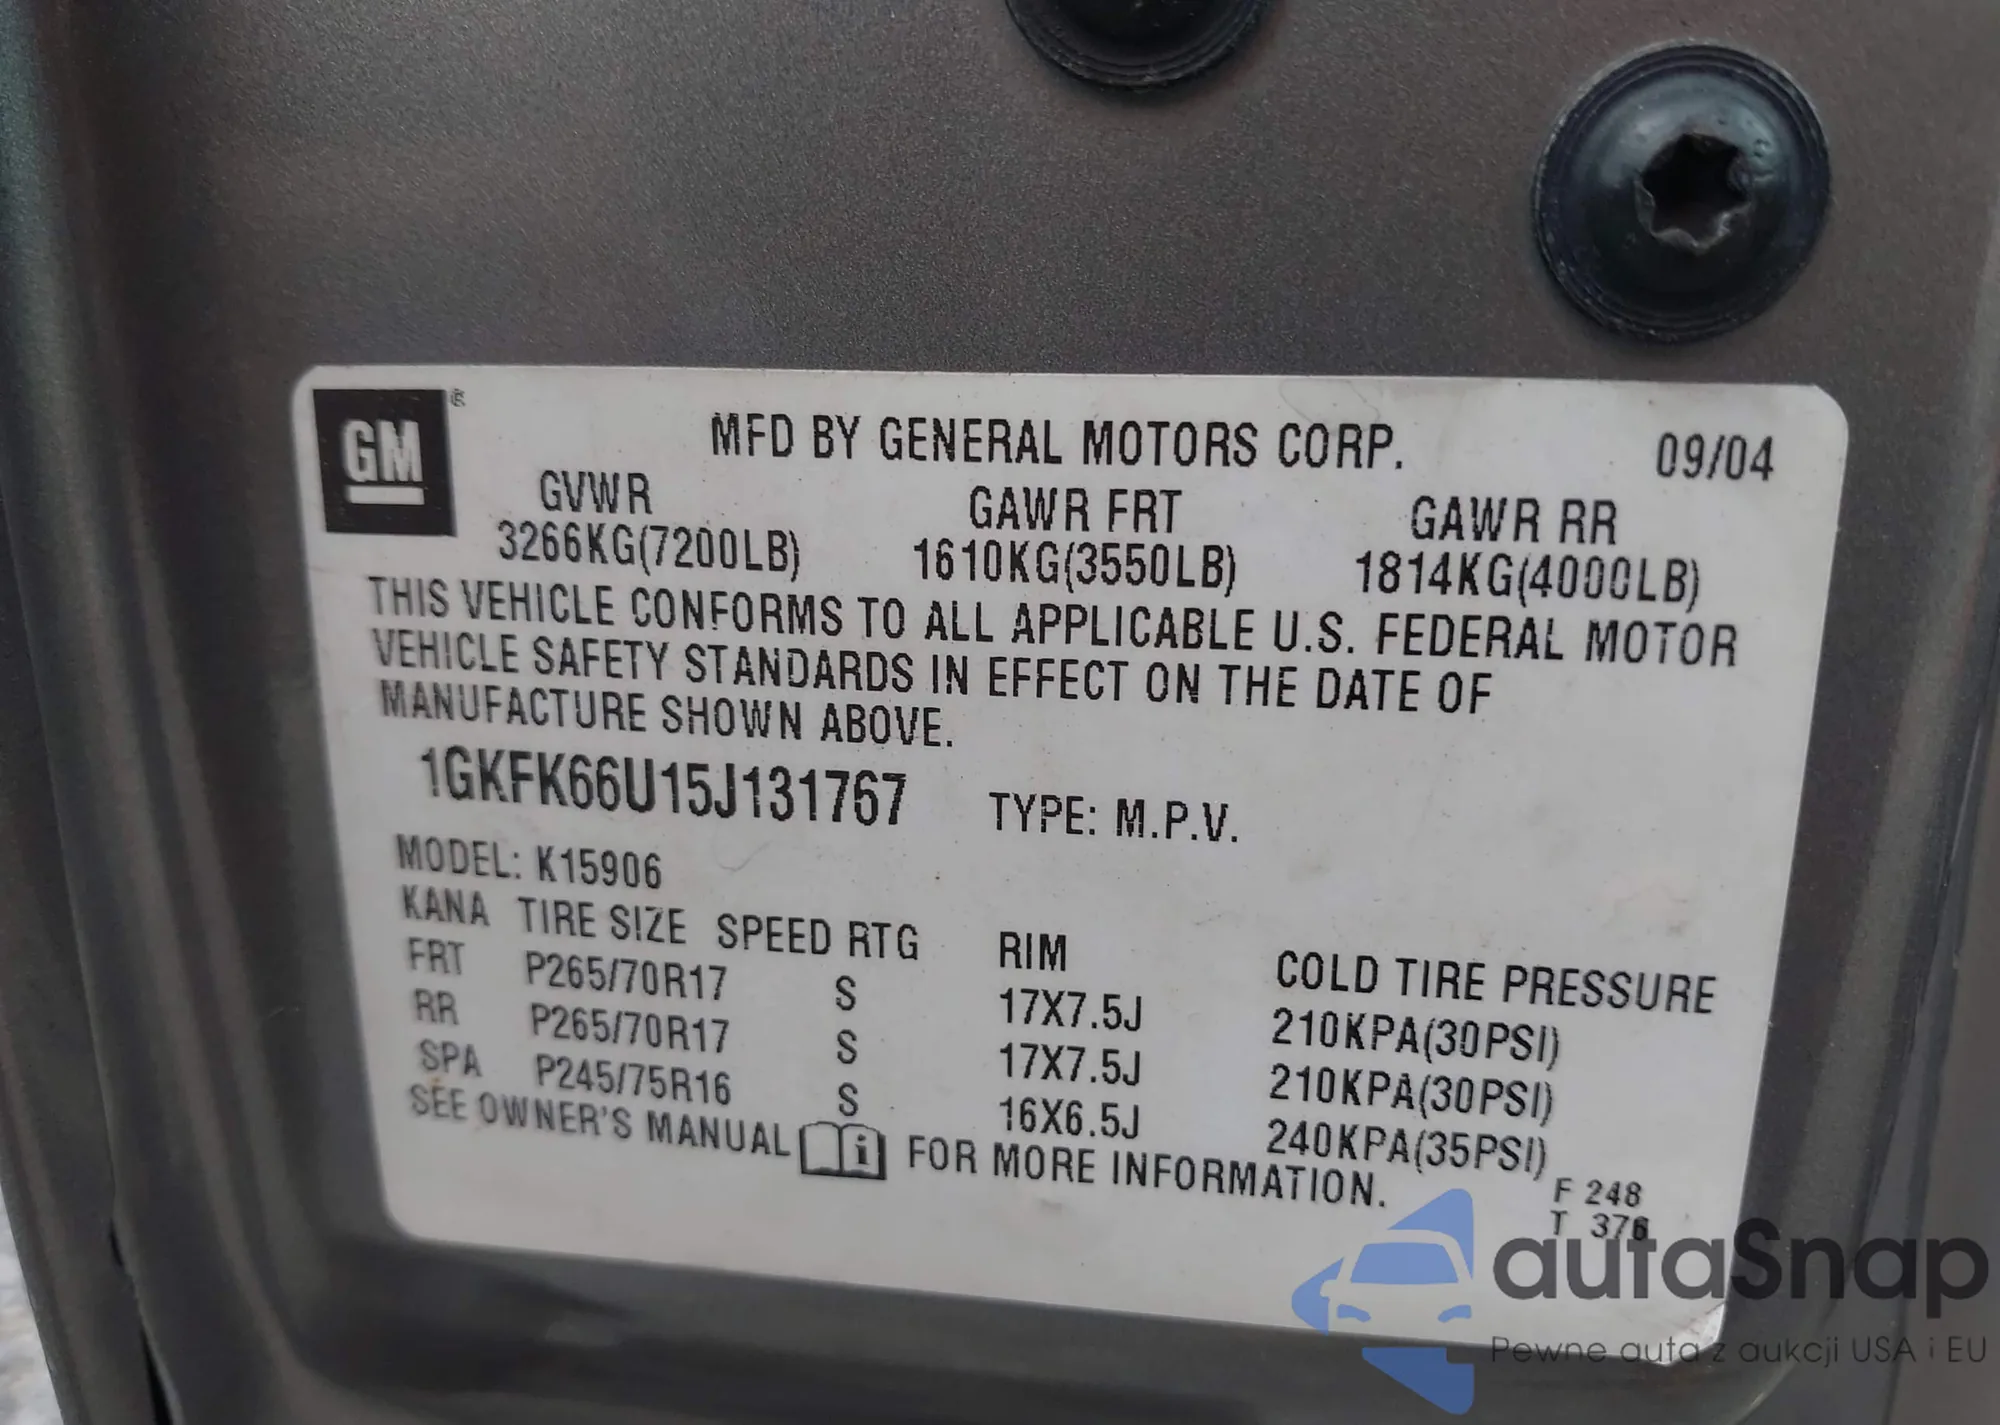 GM®
MFD BY GENERAL MOTORS CORP. 09/04
GVWR GAWR FRT GAWR RR
3266KG(7200LB) 1610KG(3550LB) 1814KG(4000LB)
THIS VEHICLE CONFORMS TO ALL APPLICABLE U.S. FEDERAL MOTOR
VEHICLE SAFETY STANDARDS IN EFFECT ON THE DATE OF
MANUFACTURE SHOWN ABOVE.
1GKFK66U15J131767 TYPE: M.P.V.
MODEL: K15906
KANA TIRE SIZE SPEED RTG RIM COLD TIRE PRESSURE
FRT P265/70R17 S 17X7.5J 210KPA(30PSI)
RR P265/70R17 S 17X7.5J 210KPA(30PSI)
SPA P245/75R16 S 16X6.5J 240KPA(35PSI)
SEE OWNER'S MANUAL i FOR MORE INFORMATION.
F 248
T 376
autaSnap
Pewne auta z aukcji USA i EU